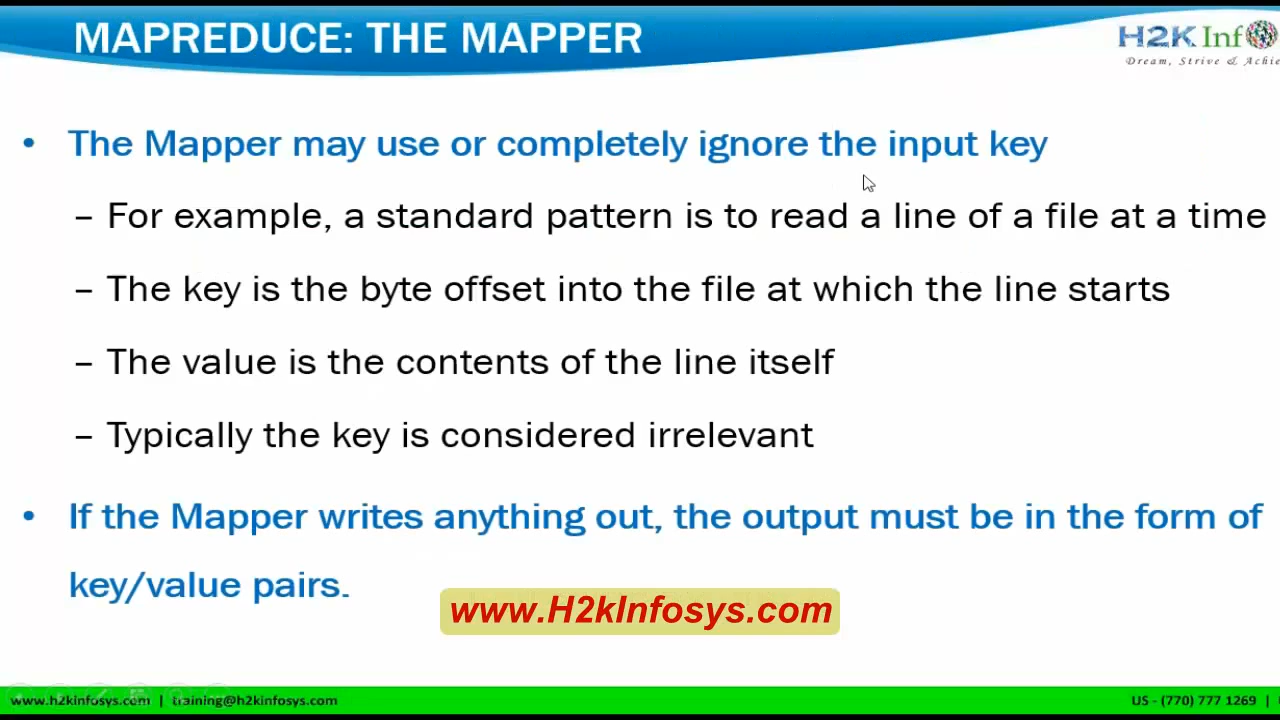 MAPREDUCE: THE MAPPER
H2K Inf
Dream, Strive & Achie
• The Mapper may use or completely ignore the input key
– For example, a standard pattern is to read a line of a file at a time
– The key is the byte offset into the file at which the line starts
– The value is the contents of the line itself
– Typically the key is considered irrelevant
• If the Mapper writes anything out, the output must be in the form of
key/value pairs.
www.H2kInfosys.com
www.h2kinfosys.com | training@h2kinfosys.com
US - (770) 777 1269 |